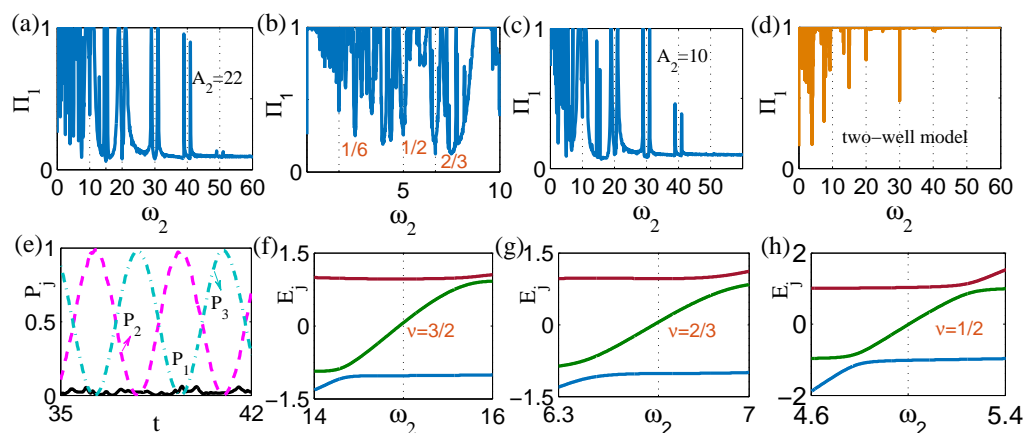 (a)
1
Π₁
0
0 10 20 30 40 50 60
ω₂
A₂=22
(b)
1
Π₁
0
5 10
ω₂
1/6
1/2
2/3
(c)
1
Π₁
0
0 10 20 30 40 50
ω₂
A₂=10
(d)
1
Π₁
0
0 10 20 30 40 50 60
ω₂
two−well model
(e)
1
0.5
0
P_j
35 42
t
P₂
P₁
P₃
(f)
1.5
0
−1.5
E_j
14 16
ω₂
ν=3/2
(g)
1.5
0
−1.5
E_j
6.3 7
ω₂
ν=2/3
(h)
2
0
−2
E_j
4.6 5.4
ω₂
ν=1/2